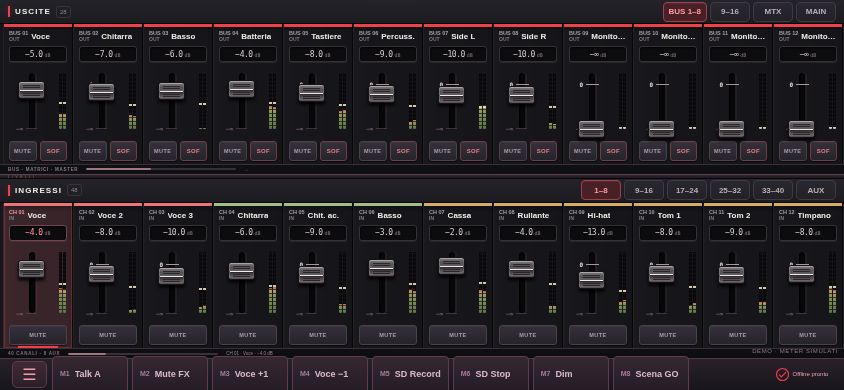 USCITE 28 BUS 1–8 9–16 MTX MAIN
BUS 01 OUT Voce BUS 02 OUT Chitarra BUS 03 OUT Basso BUS 04 OUT Batteria BUS 05 OUT Tastiere BUS 06 OUT Percuss. BUS 07 OUT Side L BUS 08 OUT Side R BUS 09 OUT Monito… BUS 10 OUT Monito… BUS 11 OUT Monito… BUS 12 OUT Monito…
−5.0 dB −7.0 dB −6.0 dB −4.0 dB −8.0 dB −9.0 dB −10.0 dB −10.0 dB −∞ dB −∞ dB −∞ dB −∞ dB
0 0 0 0
MUTE SOF MUTE SOF MUTE SOF MUTE SOF MUTE SOF MUTE SOF MUTE SOF MUTE SOF MUTE SOF MUTE SOF MUTE SOF MUTE SOF
BUS · MATRICI · MASTER
INGRESSI 48 1–8 9–16 17–24 25–32 33–40 AUX
CH 01 IN Voce CH 02 IN Voce 2 CH 03 IN Voce 3 CH 04 IN Chitarra CH 05 IN Chit. ac. CH 06 IN Basso CH 07 IN Cassa CH 08 IN Rullante CH 09 IN Hi-hat CH 10 IN Tom 1 CH 11 IN Tom 2 CH 12 IN Timpano
−4.0 dB −8.0 dB −10.0 dB −6.0 dB −9.0 dB −3.0 dB −2.0 dB −4.0 dB −13.0 dB −8.0 dB −9.0 dB −8.0 dB
MUTE MUTE MUTE MUTE MUTE MUTE MUTE MUTE MUTE MUTE MUTE MUTE
40 CANALI · 8 AUX CH 01 Voce −4.0 dB DEMO · METER SIMULATI
☰ M1 Talk A M2 Mute FX M3 Voce +1 M4 Voce −1 M5 SD Record M6 SD Stop M7 Dim M8 Scena GO Offline pronto